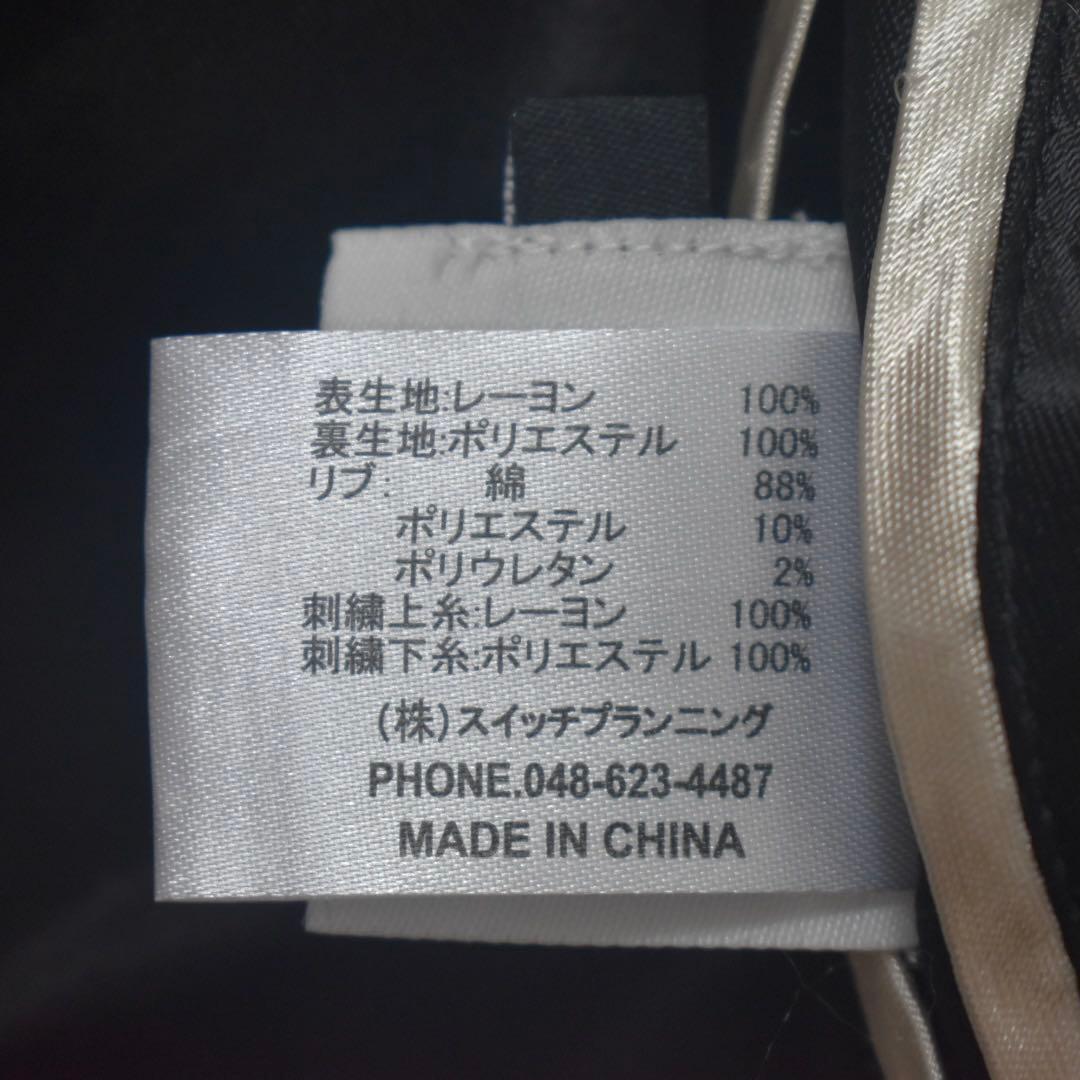 表生地:レーヨン 100%
裏生地:ポリエステル 100%
リブ: 綿 88%
ポリエステル 10%
ポリウレタン 2%
刺繍上糸:レーヨン 100%
刺繍下糸:ポリエステル 100%
(株)スイッチプランニング
PHONE.048-623-4487
MADE IN CHINA